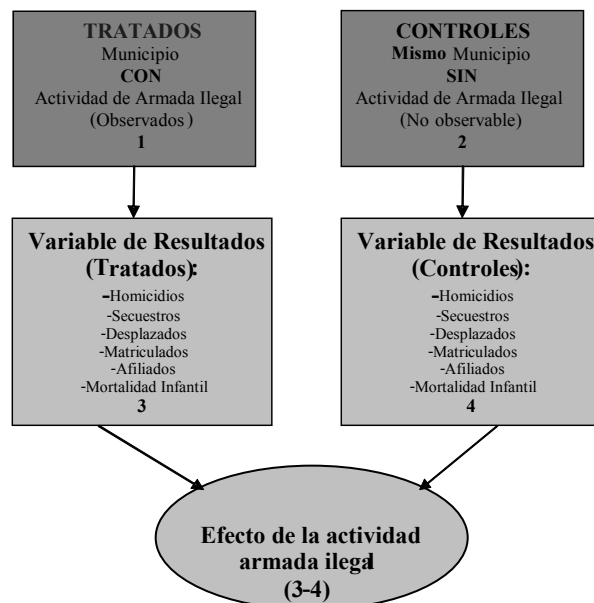 TRATADOS
Municipio
CON
Actividad de Armada Ilegal
(Observados)
1
CONTROLES
Mismo Municipio
SIN
Actividad de Armada Ilegal
(No observable)
2
Variable de Resultados
(Tratados):
-Homicidios
-Secuestros
-Desplazados
-Matriculados
-Afiliados
-Mortalidad Infantil
3
Variable de Resultados
(Controles):
-Homicidios
-Secuestros
-Desplazados
-Matriculados
-Afiliados
-Mortalidad Infantil
4
Efecto de la actividad
armada ilegal
(3-4)